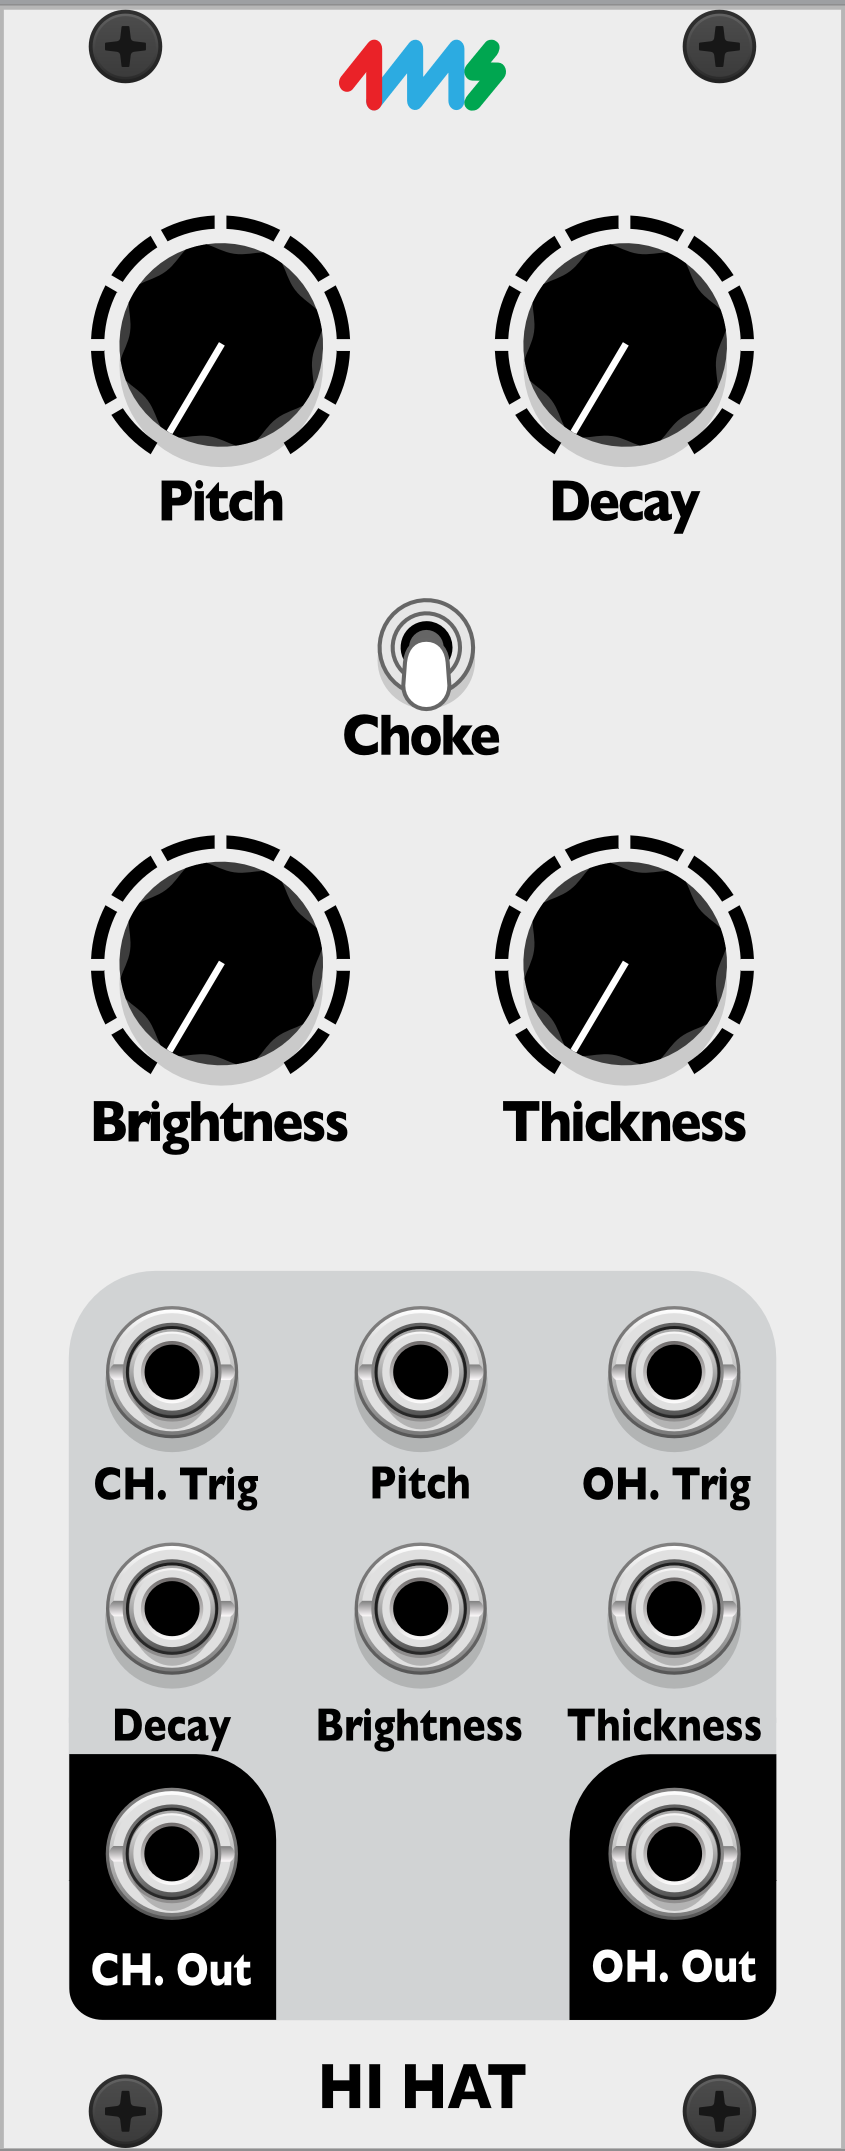 4ms
Pitch Decay
Choke
Brightness Thickness
CH. Trig Pitch OH. Trig
Decay Brightness Thickness
CH. Out OH. Out
HI HAT